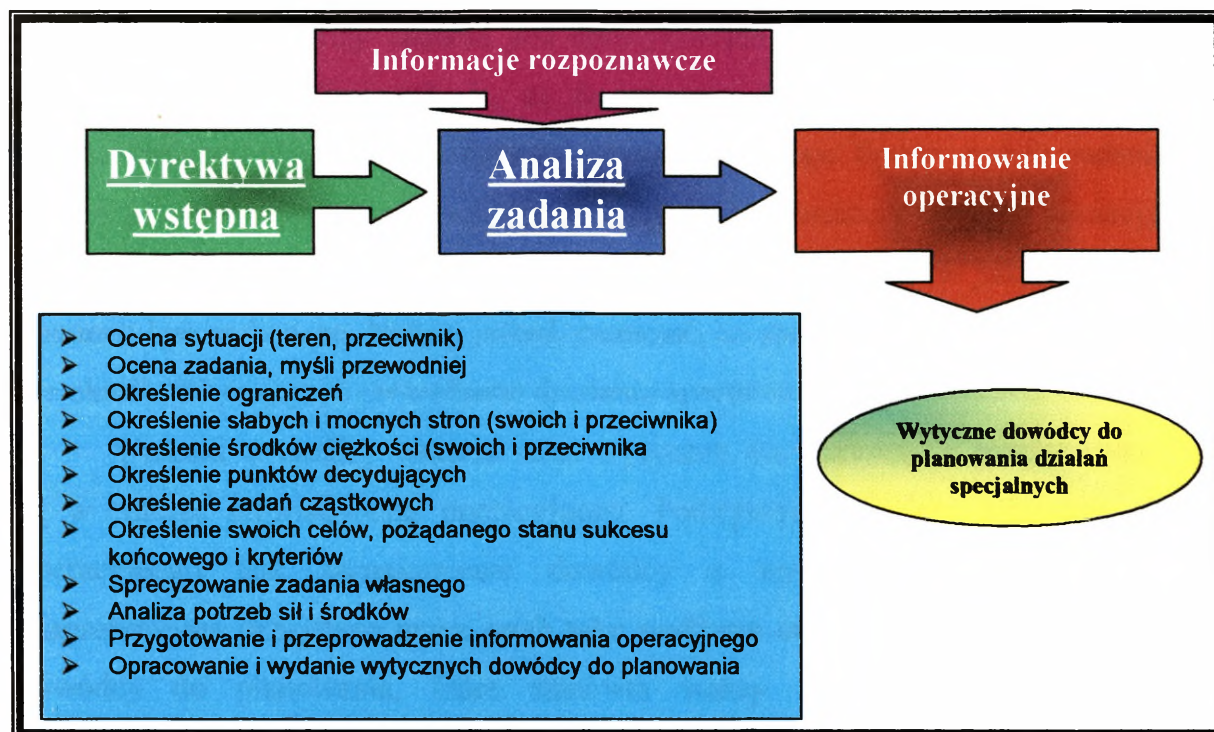 Informacje rozpoznawcze
Dyrektywa
wstępna
Analiza
zadania
Informowanie
operacyjne
➤ Ocena sytuacji (teren, przeciwnik)
➤ Ocena zadania, myśli przewodniej
➤ Określenie ograniczeń
➤ Określenie słabych i mocnych stron (swoich i przeciwnika)
➤ Określenie środków ciężkości (swoich i przeciwnika
➤ Określenie punktów decydujących
➤ Określenie zadań cząstkowych
➤ Określenie swoich celów, pożądanego stanu sukcesu
końcowego i kryteriów
➤ Sprecyzowanie zadania własnego
➤ Analiza potrzeb sił i środków
➤ Przygotowanie i przeprowadzenie informowania operacyjnego
➤ Opracowanie i wydanie wytycznych dowódcy do planowania
Wytyczne dowódcy do
planowania działań
specjalnych